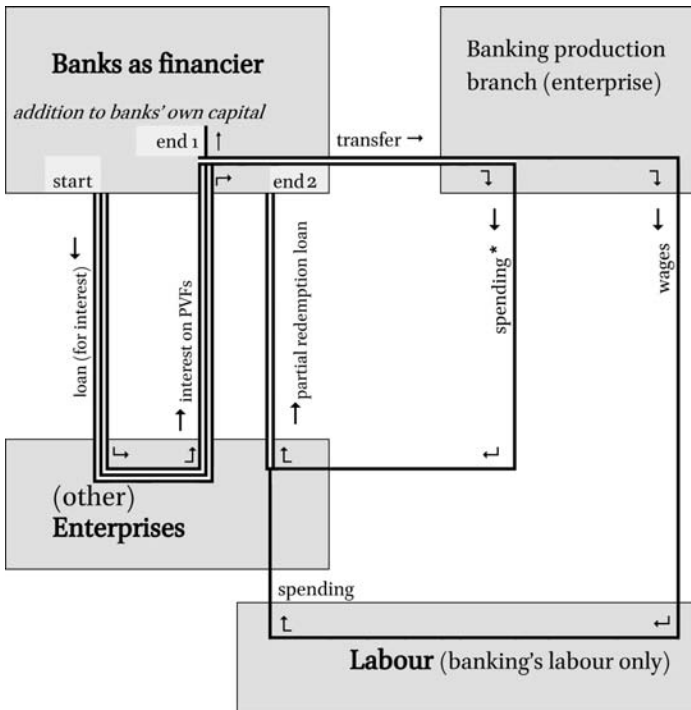 Banks as financier
addition to banks' own capital
end 1 ↑
start
end 2
transfer →
Banking production
branch (enterprise)
loan (for interest)
interest on PVFs
partial redemption loan
spending*
wages
(other)
Enterprises
spending
Labour (banking's labour only)